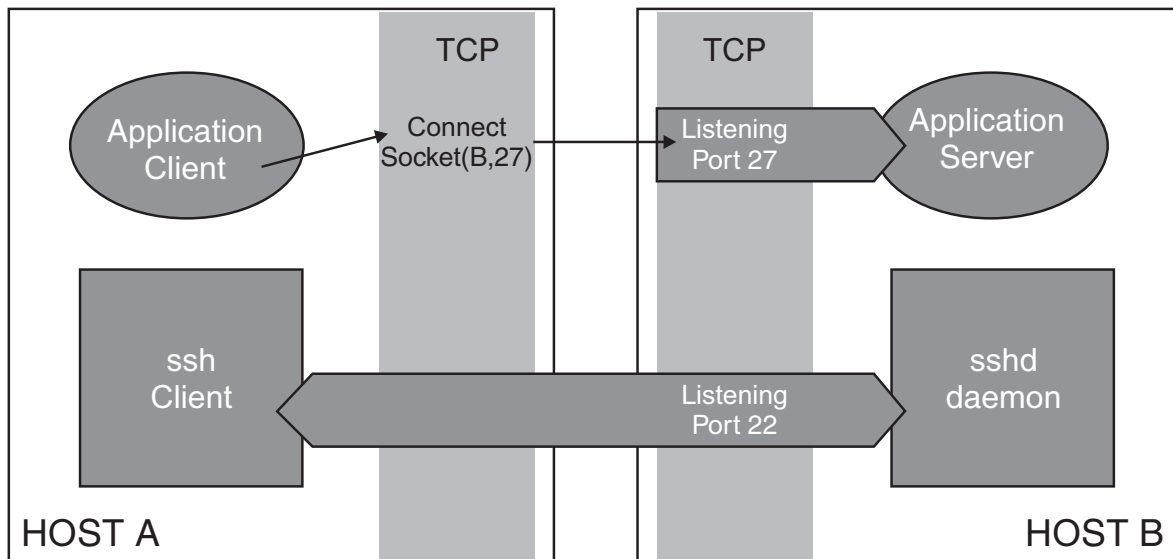 TCP
TCP
Application
Client
Connect
Socket(B,27)
Listening
Port 27
Application
Server
ssh
Client
Listening
Port 22
sshd
daemon
HOST A
HOST B